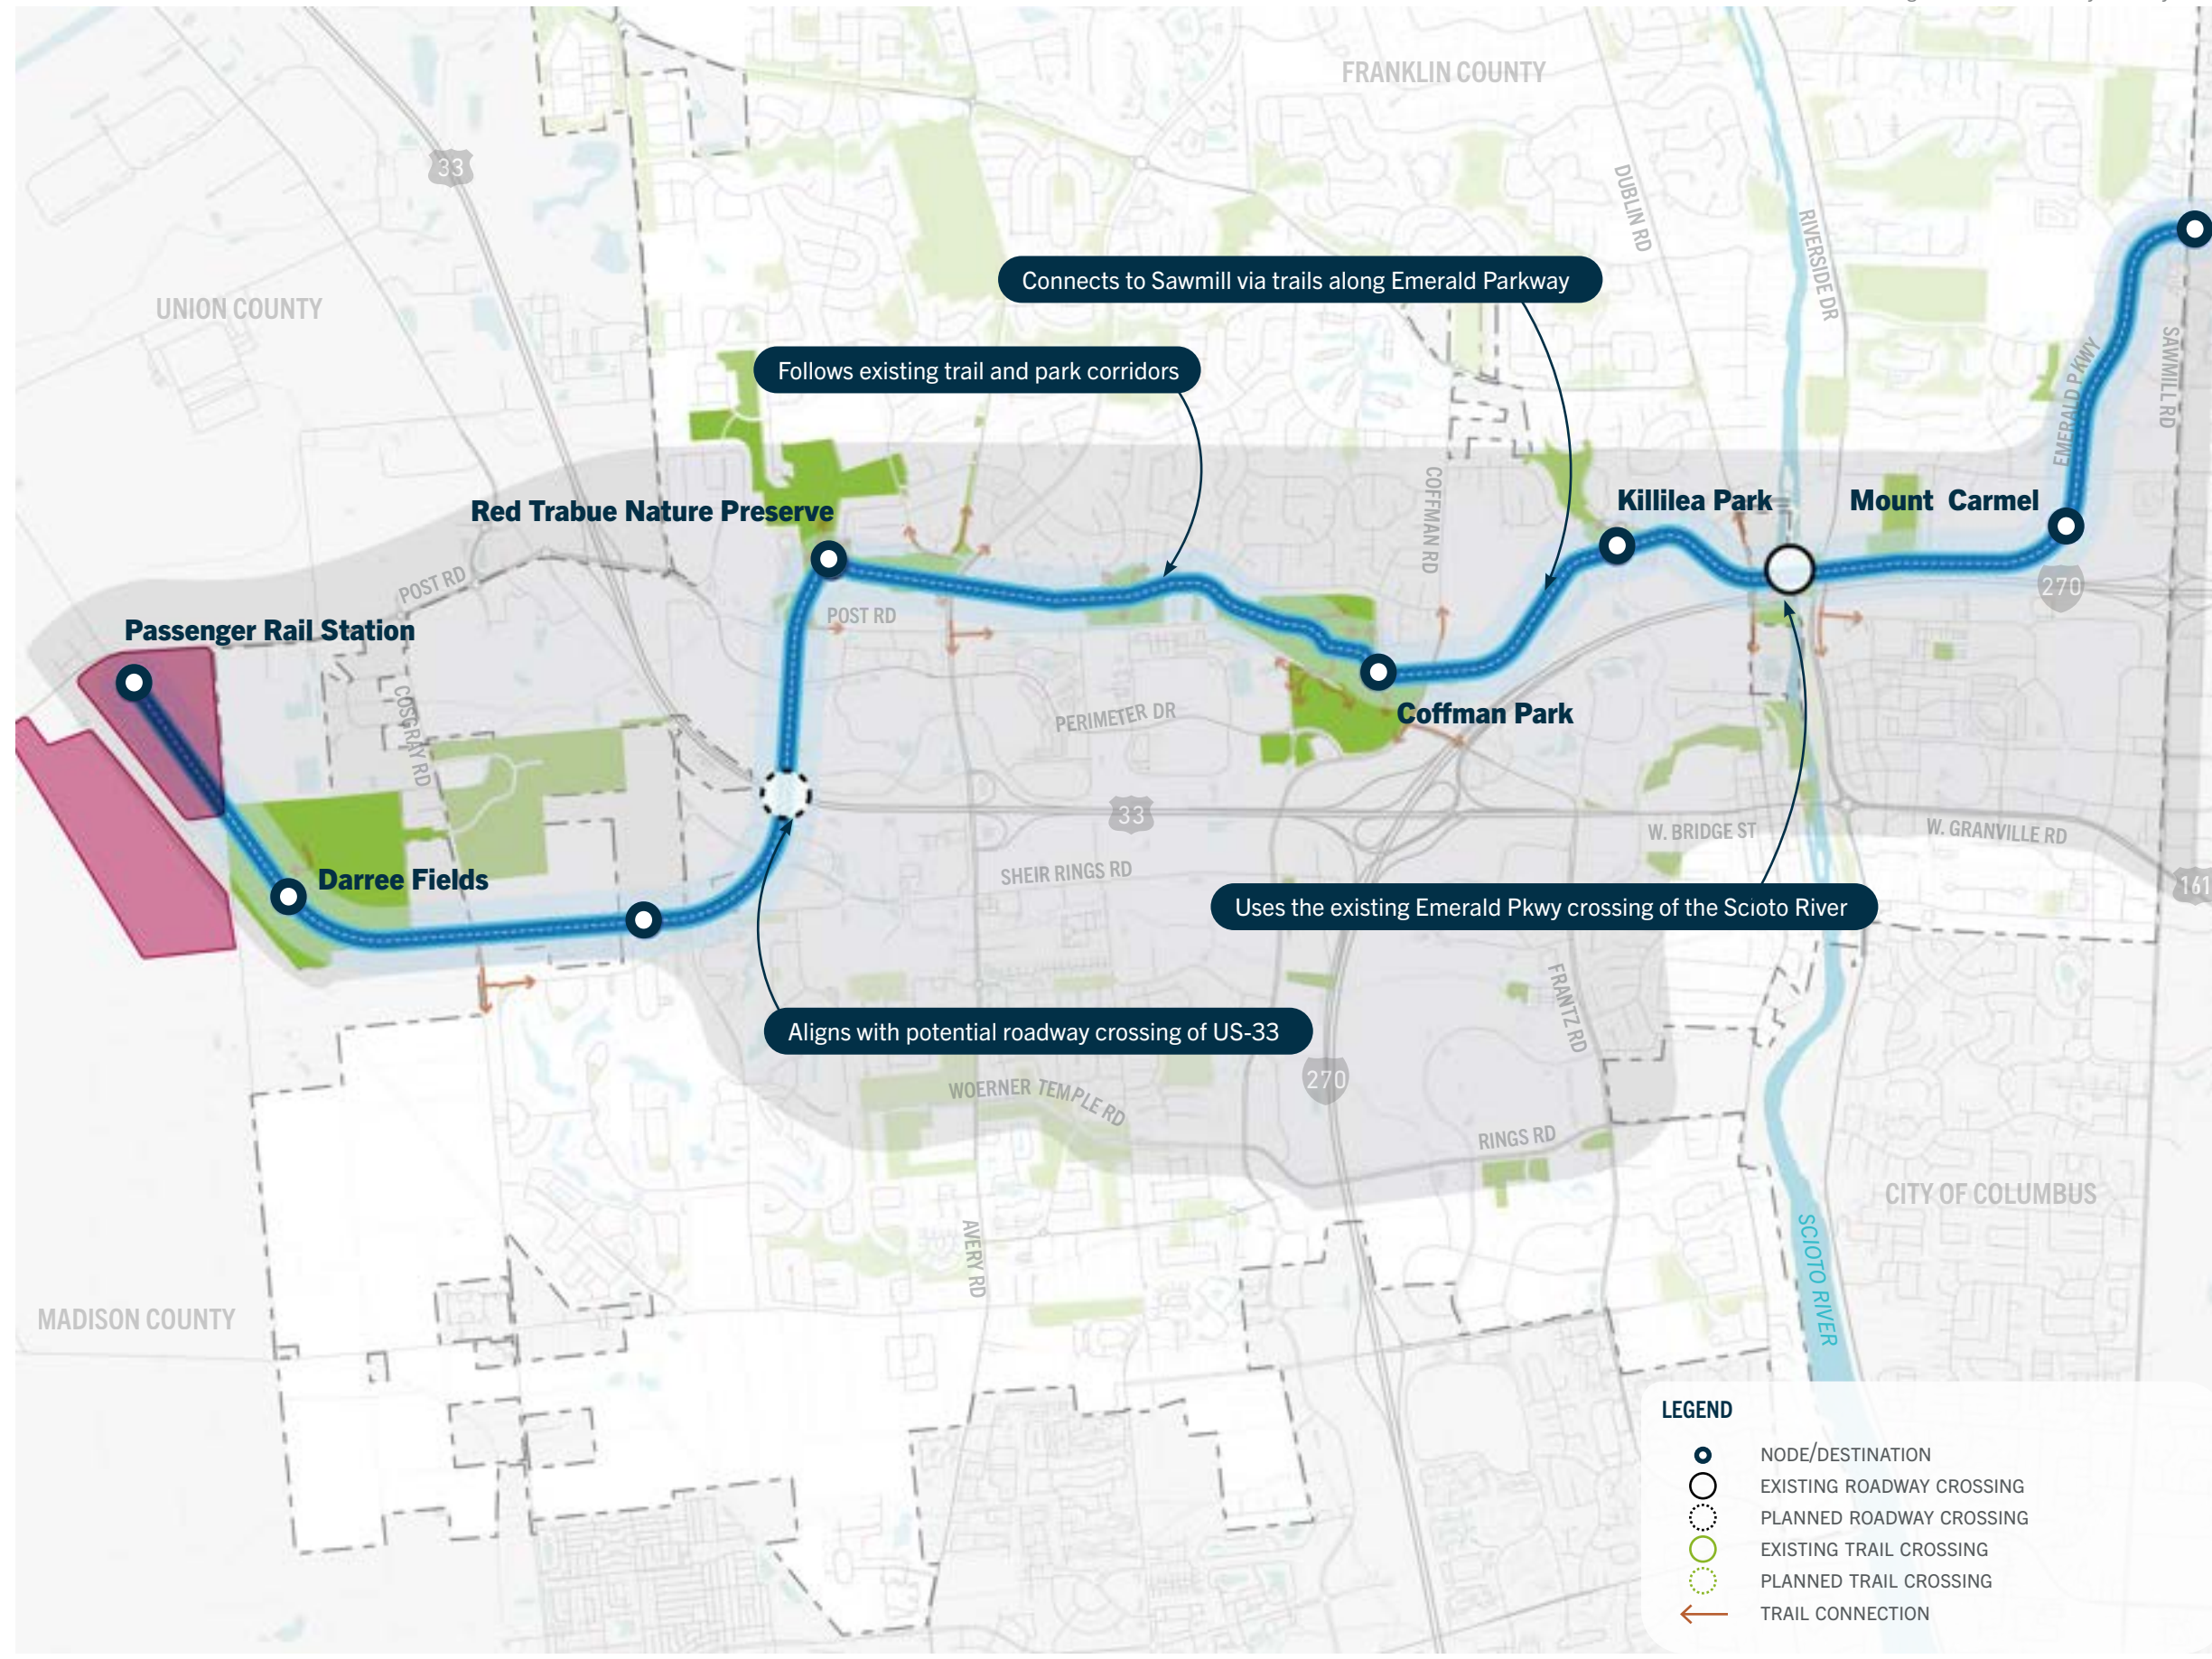 FRANKLIN COUNTY
33
DUBLIN RD
RIVERSIDE DR
Connects to Sawmill via trails along Emerald Parkway
UNION COUNTY
Follows existing trail and park corridors
SAWMILL RD
EMERALD PKWY
COFFMAN RD
Killilea Park
Mount Carmel
Red Trabue Nature Preserve
POST RD
270
POST RD
Passenger Rail Station
COSGRAY RD
PERIMETER DR
Coffman Park
33
W. BRIDGE ST
W. GRANVILLE RD
SHEIR RINGS RD
Darree Fields
161
Uses the existing Emerald Pkwy crossing of the Scioto River
FRANTZ RD
Aligns with potential roadway crossing of US-33
270
WOERNER TEMPLE RD
RINGS RD
CITY OF COLUMBUS
AVERY RD
SCIOTO RIVER
MADISON COUNTY
LEGEND
NODE/DESTINATION
EXISTING ROADWAY CROSSING
PLANNED ROADWAY CROSSING
EXISTING TRAIL CROSSING
PLANNED TRAIL CROSSING
TRAIL CONNECTION